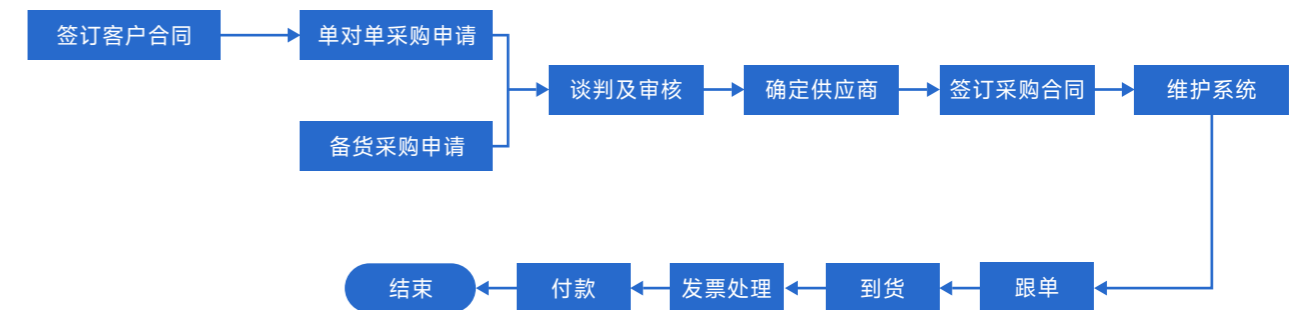 签订客户合同
单对单采购申请
备货采购申请
谈判及审核
确定供应商
签订采购合同
维护系统
跟单
到货
发票处理
付款
结束